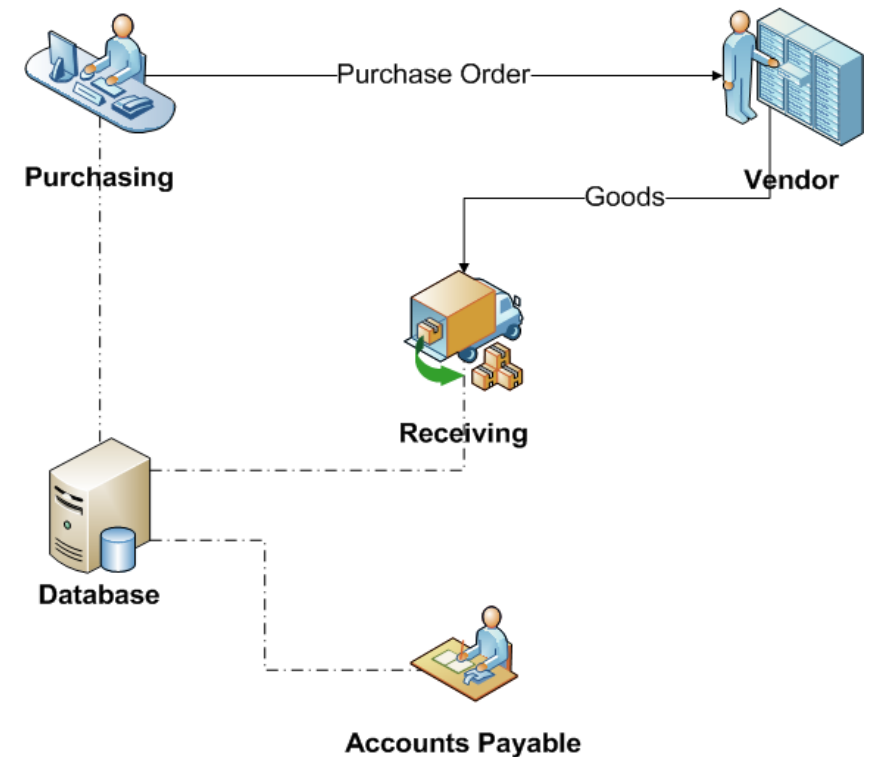 Purchase Order
Purchasing
Vendor
Goods
Receiving
Database
Accounts Payable